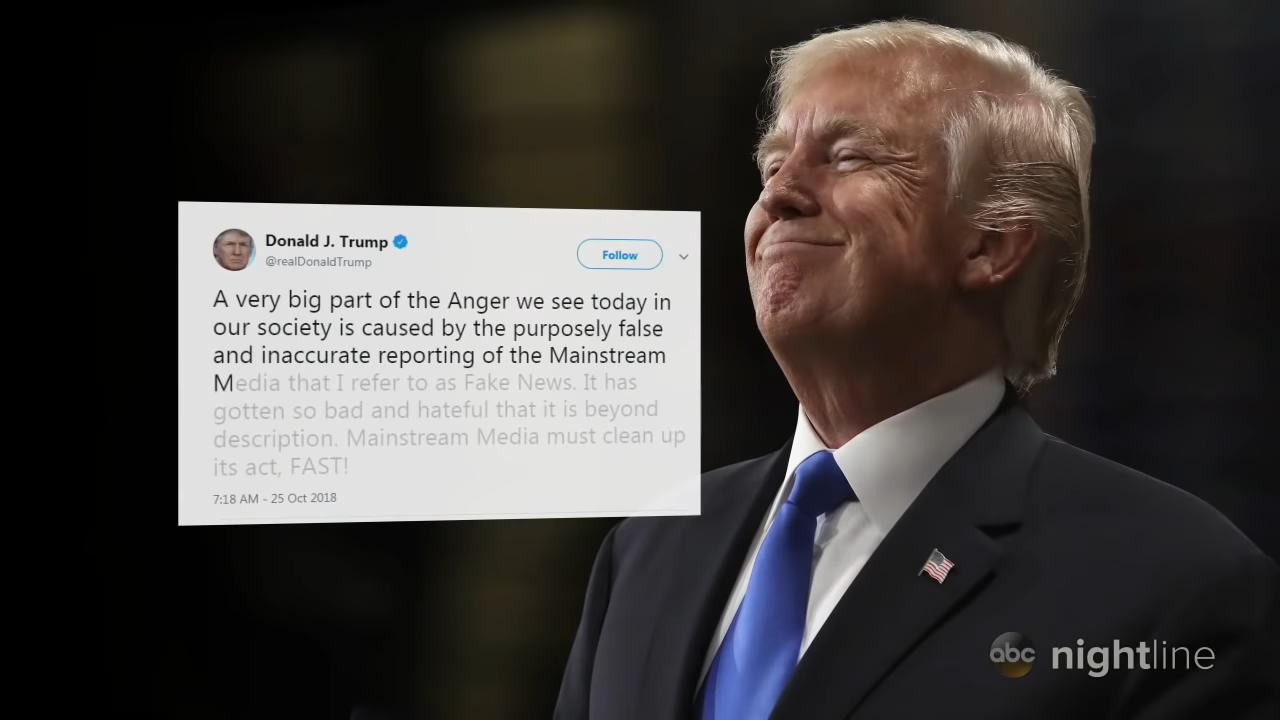 Donald J. Trump
@realDonaldTrump
Follow
A very big part of the Anger we see today in
our society is caused by the purposely false
and inaccurate reporting of the Mainstream
Media that I refer to as Fake News. It has
gotten so bad and hateful that it is beyond
description. Mainstream Media must clean up
its act, FAST!
7:18 AM - 25 Oct 2018
abc nightline